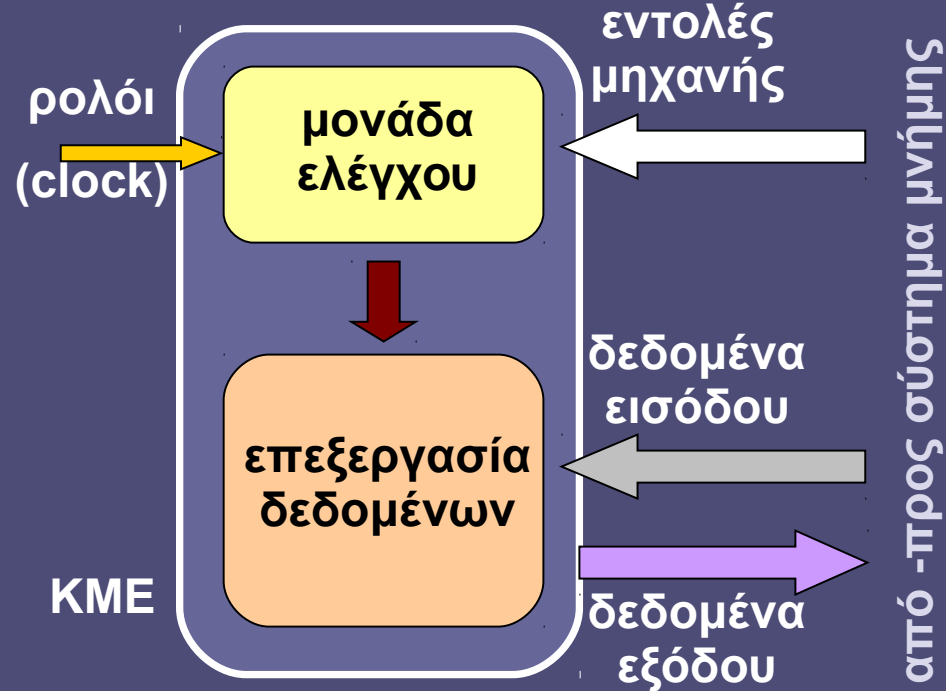 ρολόι
(clock)
μονάδα
ελέγχου
εντολές
μηχανής
επεξεργασία
δεδομένων
δεδομένα
εισόδου
δεδομένα
εξόδου
ΚΜΕ
από -προς σύστημα μνήμης